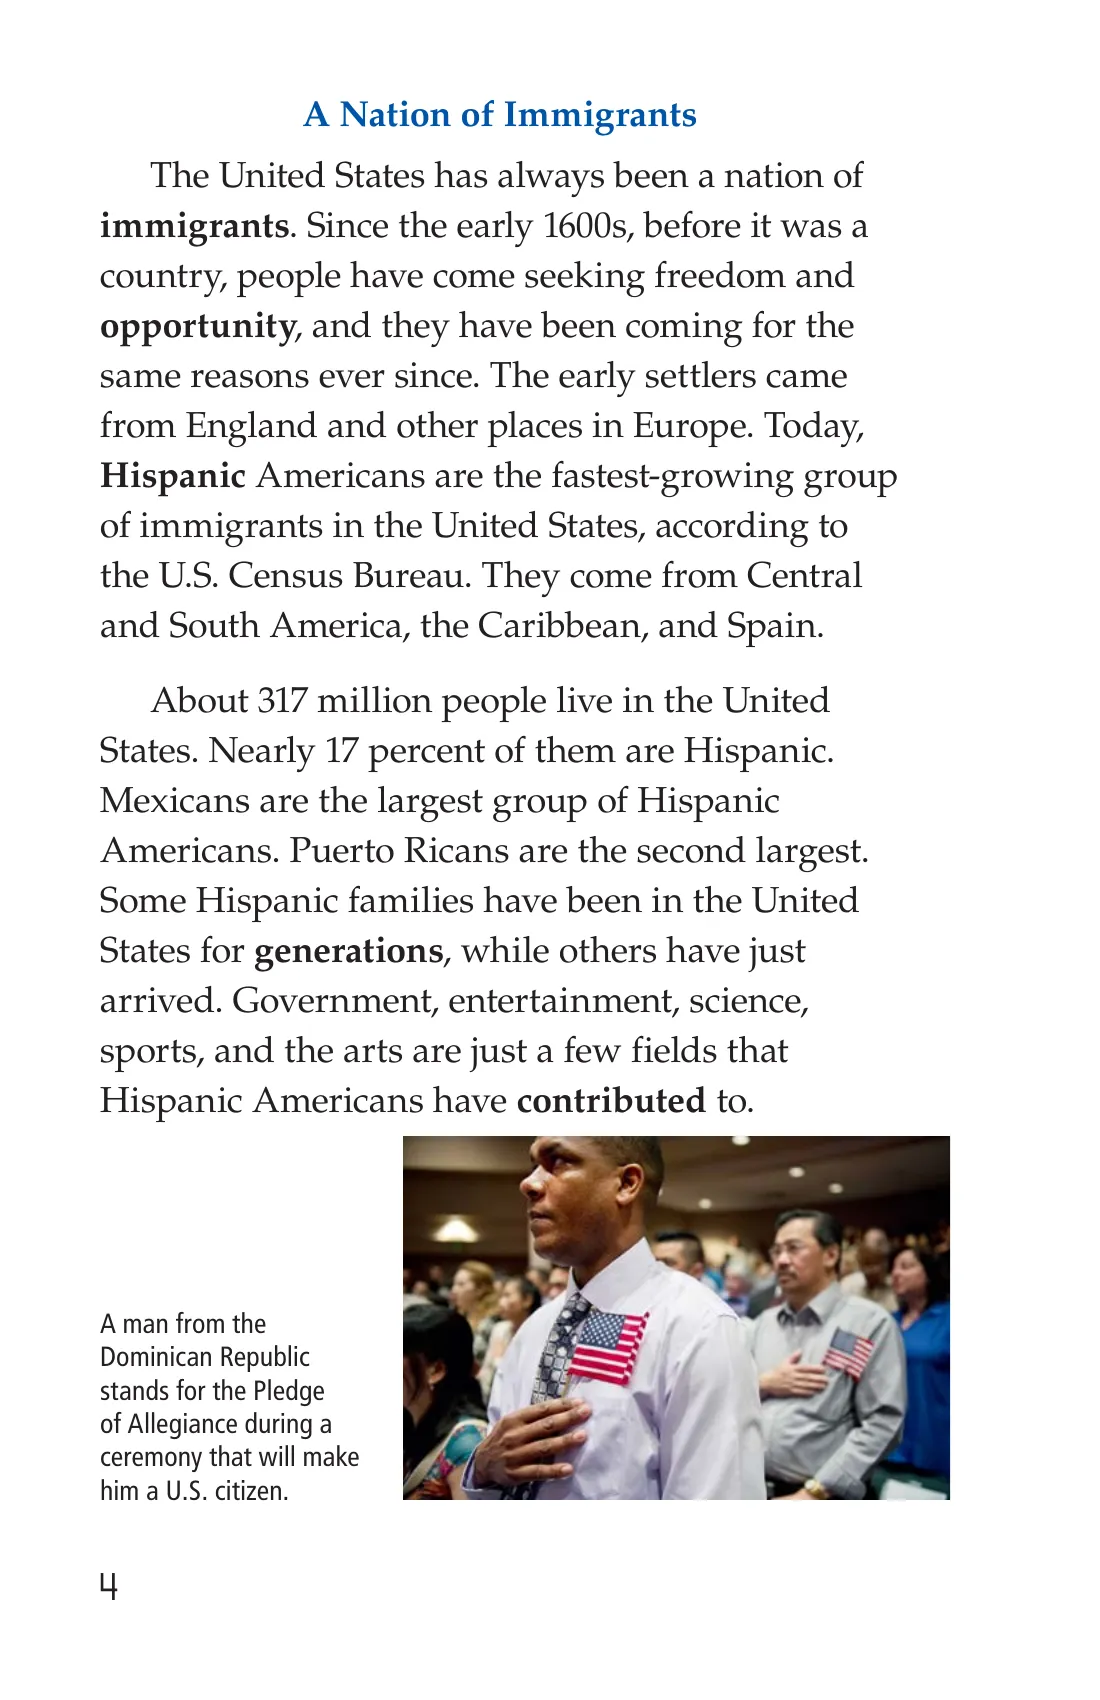 A Nation of Immigrants
The United States has always been a nation of
immigrants. Since the early 1600s, before it was a
country, people have come seeking freedom and
opportunity, and they have been coming for the
same reasons ever since. The early settlers came
from England and other places in Europe. Today,
Hispanic Americans are the fastest-growing group
of immigrants in the United States, according to
the U.S. Census Bureau. They come from Central
and South America, the Caribbean, and Spain.
About 317 million people live in the United
States. Nearly 17 percent of them are Hispanic.
Mexicans are the largest group of Hispanic
Americans. Puerto Ricans are the second largest.
Some Hispanic families have been in the United
States for generations, while others have just
arrived. Government, entertainment, science,
sports, and the arts are just a few fields that
Hispanic Americans have contributed to.
A man from the
Dominican Republic
stands for the Pledge
of Allegiance during a
ceremony that will make
him a U.S. citizen.
4